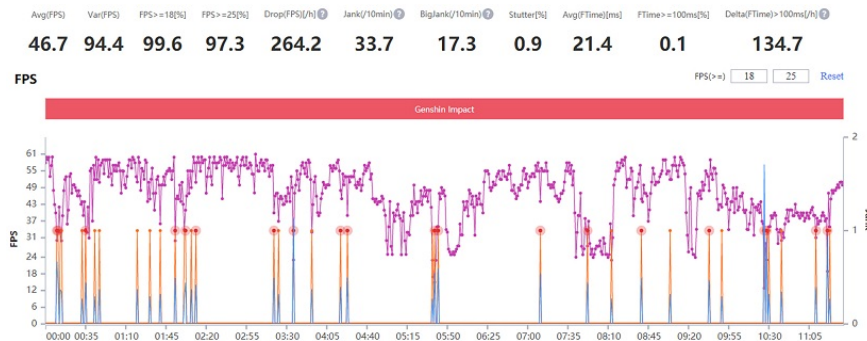 Avg(FPS) Var(FPS) FPS>=18[%] FPS>=25[%] Drop(FPS)[/h] ? Jank(/10min) ? BigJank(/10min) ? Stutter[%] Avg(FTime)[ms] FTime>=100ms[%] Delta(FTime)>100ms[/h] ?
46.7 94.4 99.6 97.3 264.2 33.7 17.3 0.9 21.4 0.1 134.7
FPS
FPS(>=) 18 25 Reset
Genshin Impact
2
61
55
49
43
37
1
31
24
18
12
6
0
0
FPS
00:00 00:35 01:10 01:45 02:20 02:55 03:30 04:05 04:40 05:15 05:50 06:25 07:00 07:35 08:10 08:45 09:20 09:55 10:30 11:05